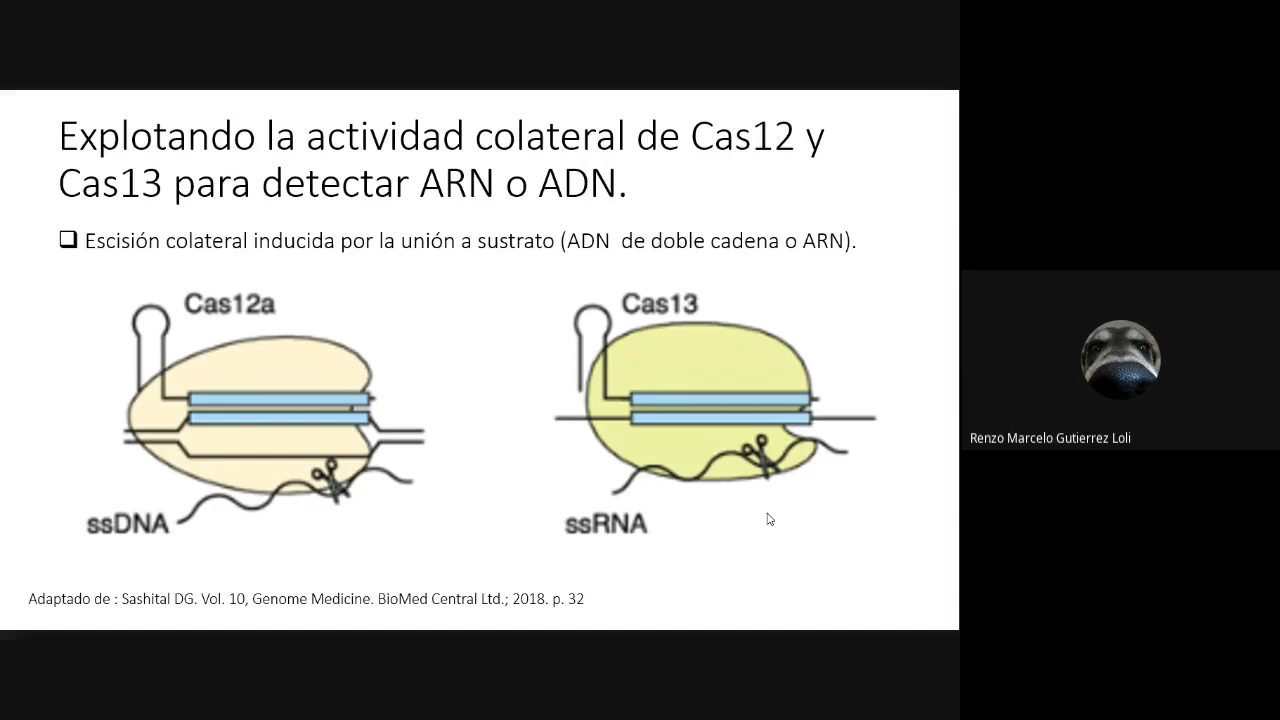 Explotando la actividad colateral de Cas12 y
Cas13 para detectar ARN o ADN.
❑ Escisión colateral inducida por la unión a sustrato (ADN de doble cadena o ARN).
Cas12a
Cas13
ssDNA
ssRNA
Adaptado de : Sashital DG. Vol. 10, Genome Medicine. BioMed Central Ltd.; 2018. p. 32
Renzo Marcelo Gutierrez Loli